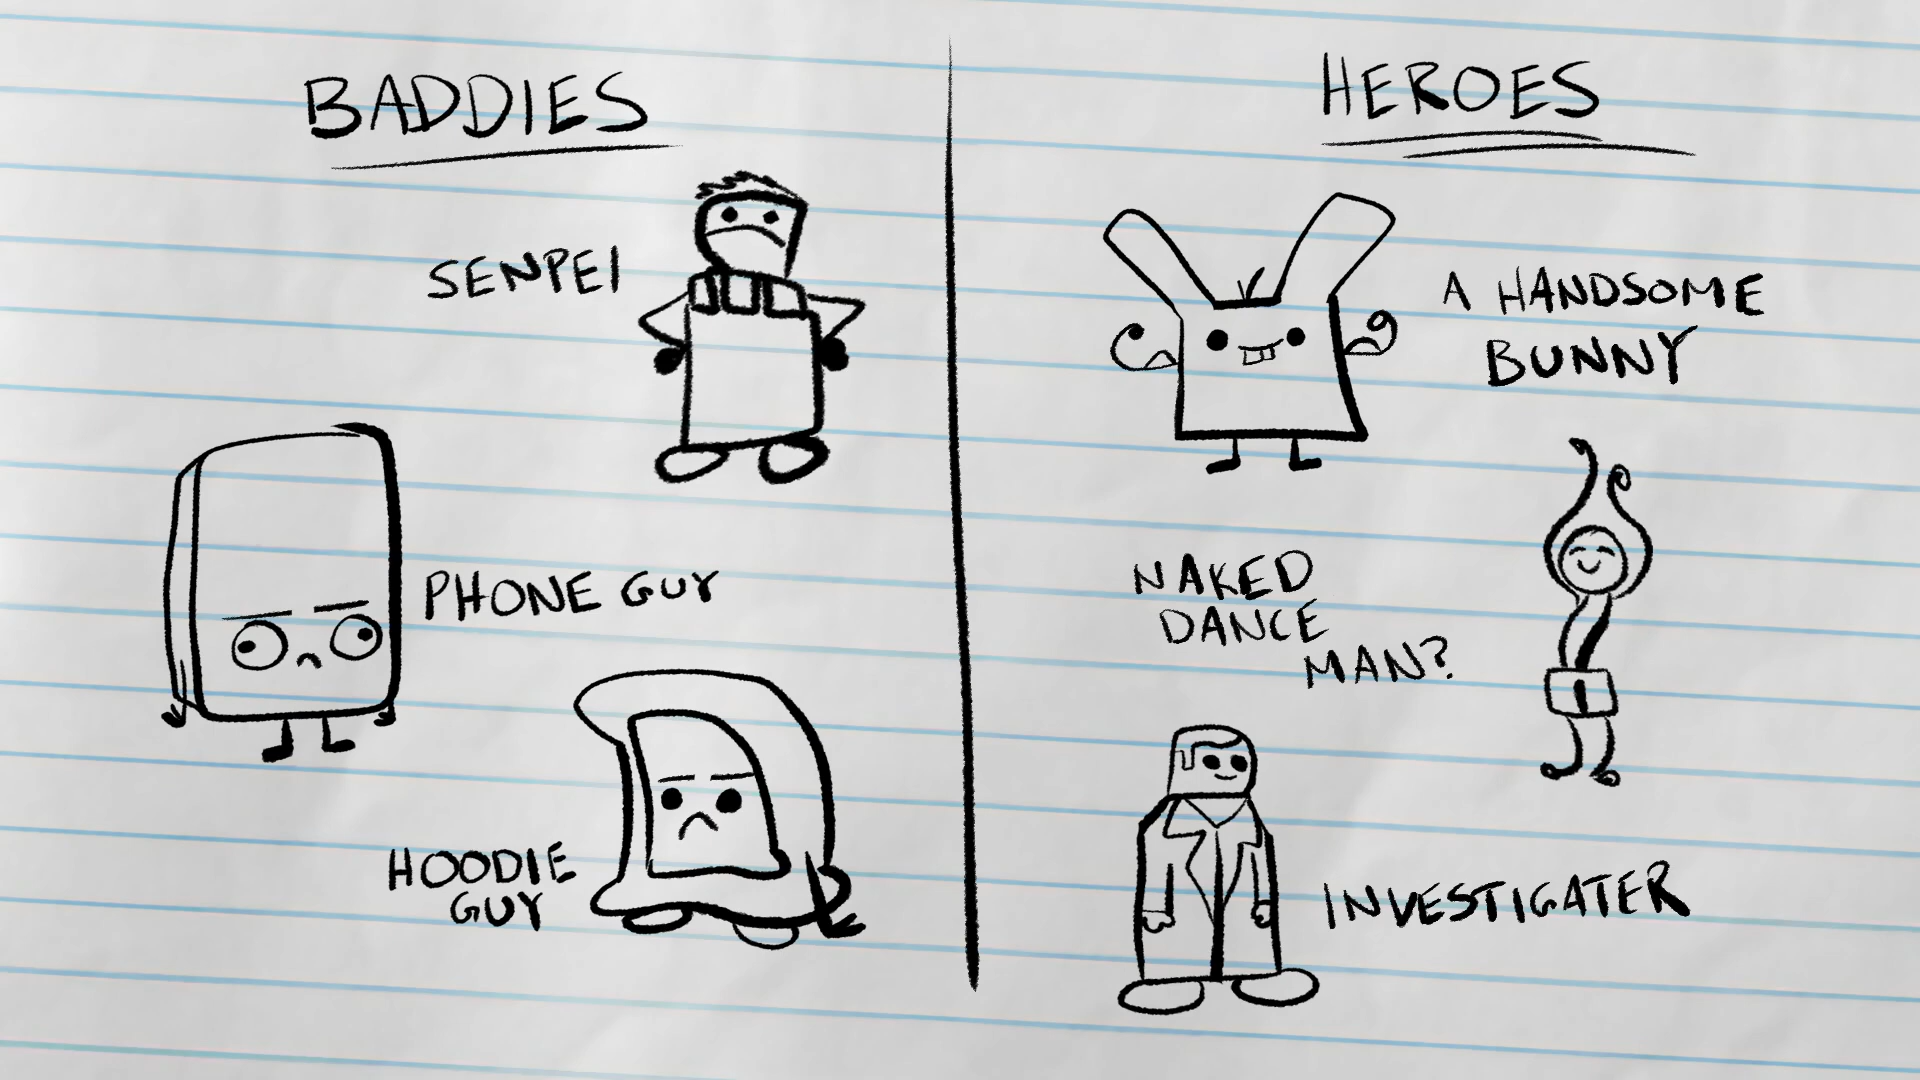 BADDIES
SENPEI
PHONE GUY
HOODIE
GUY
HEROES
A HANDSOME
BUNNY
NAKED
DANCE
MAN?
INVESTIGATER